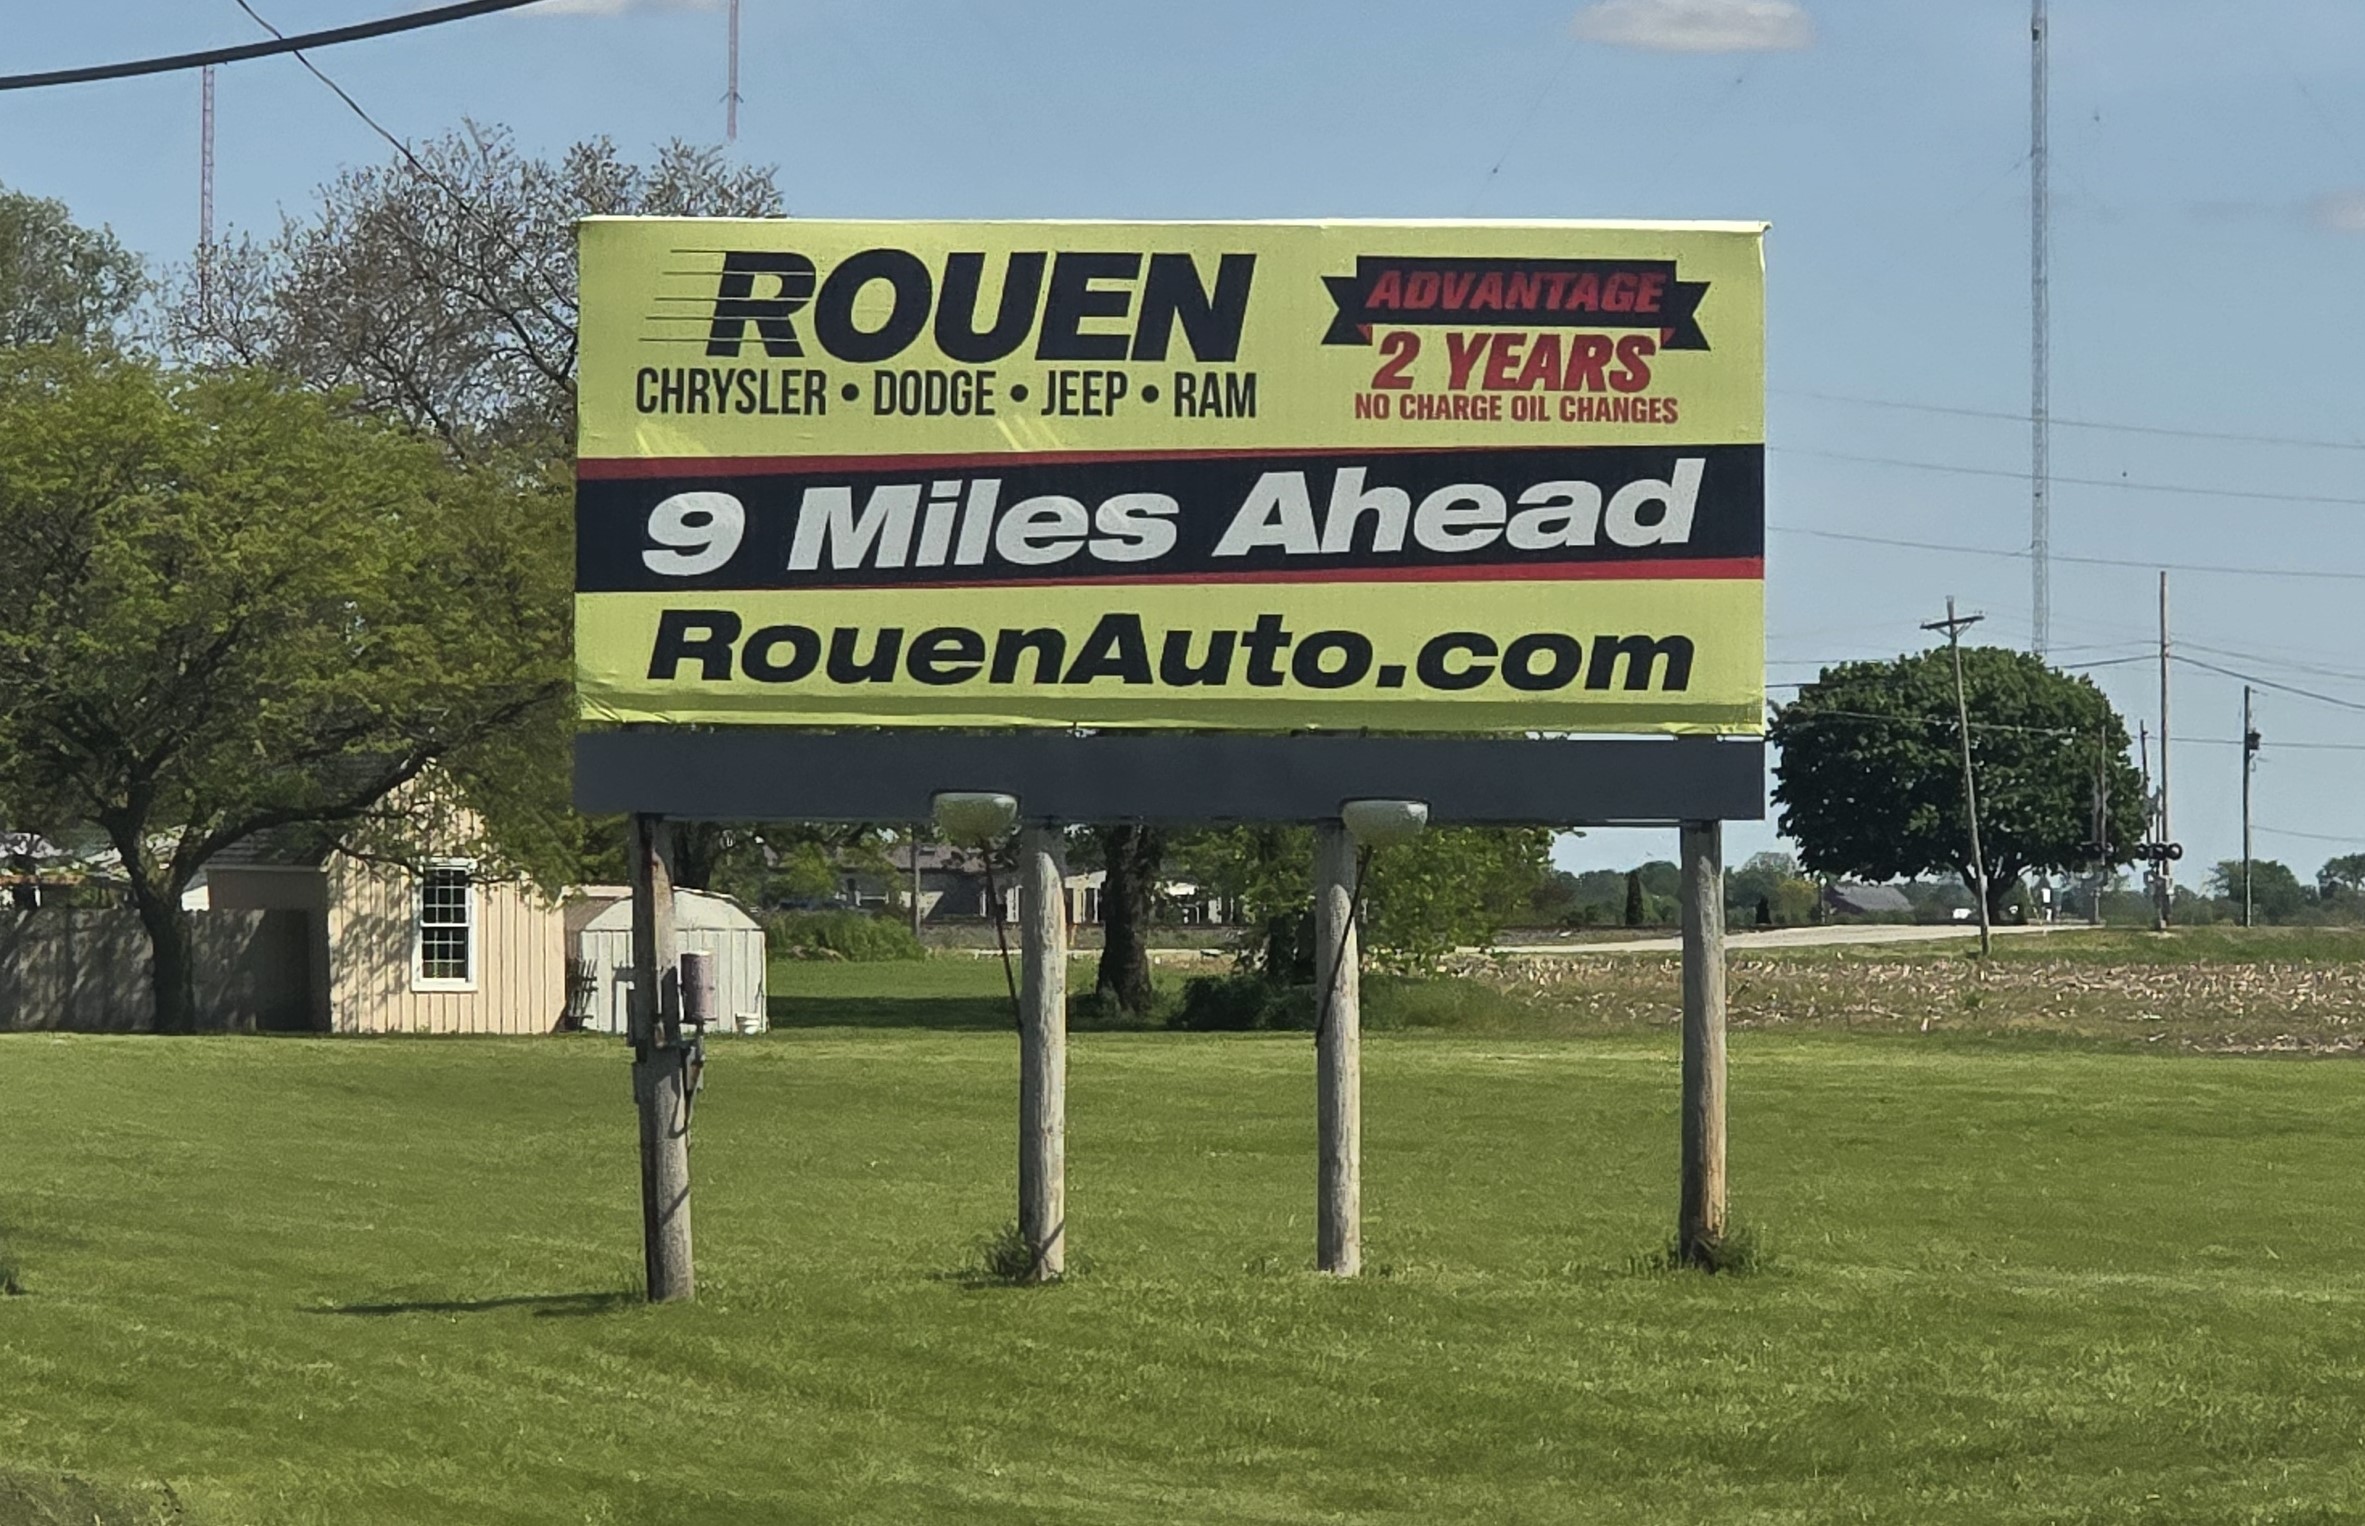 ROUEN
CHRYSLER • DODGE • JEEP • RAM
ADVANTAGE
2 YEARS
NO CHARGE OIL CHANGES
9 Miles Ahead
RouenAuto.com